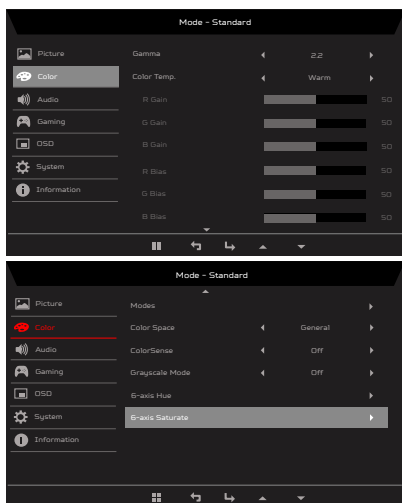 Mode - Standard
Picture
Gamma 2.2
Color
Color Temp. Warm
Audio
R Gain 50
Gaming
G Gain 50
OSD
B Gain 50
System
R Bias 50
Information
G Bias 50
B Bias 50
Mode - Standard
Picture
Modes
Color
Color Space General
Audio
ColorSense Off
Gaming
Grayscale Mode Off
OSD
6-axis Hue
System
6-axis Saturate
Information